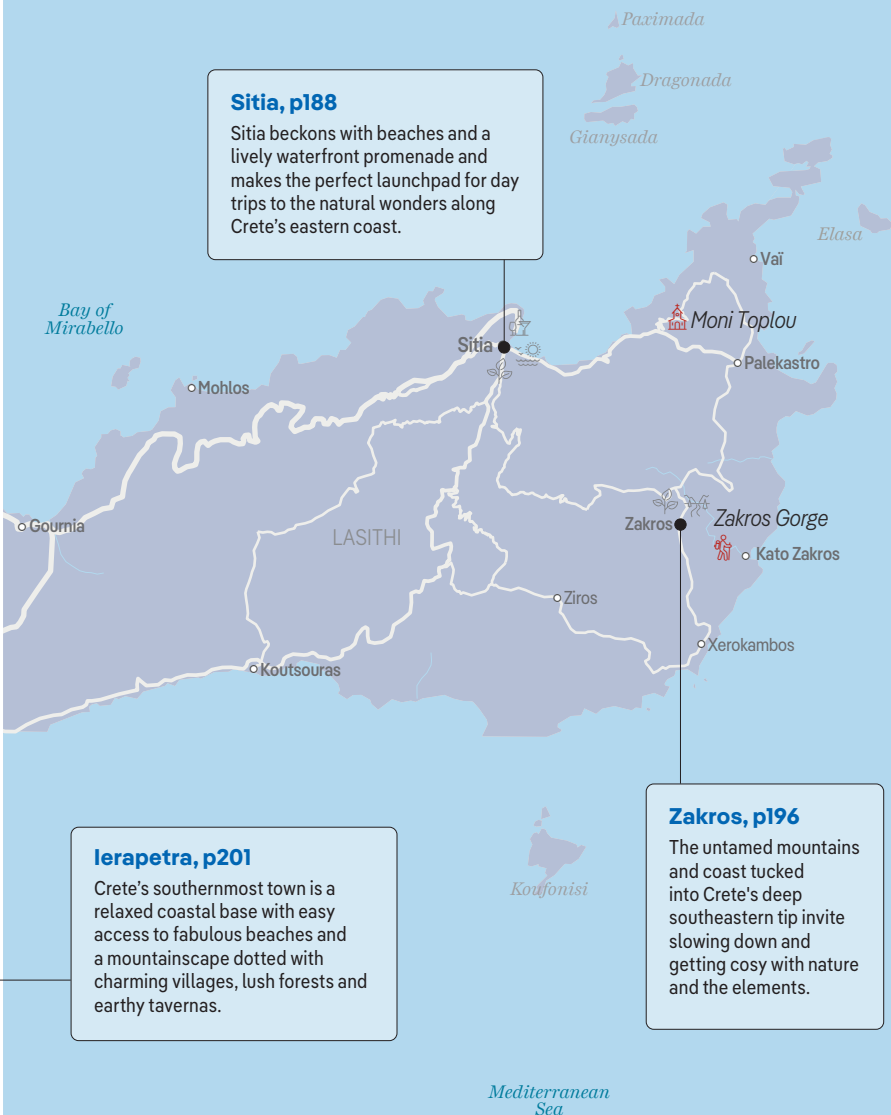 Paximada
Dragonada
Gianysada
Sitia, p188
Sitia beckons with beaches and a
lively waterfront promenade and
makes the perfect launchpad for day
trips to the natural wonders along
Crete’s eastern coast.
Elasa
Vaï
Bay of
Mirabello
Moni Toplou
Sitia
Palekastro
Mohlos
Gournia
LASITHI
Zakros
Zakros Gorge
Kato Zakros
Ziros
Xerokambos
Koutsouras
Zakros, p196
The untamed mountains
and coast tucked
into Crete's deep
southeastern tip invite
slowing down and
getting cosy with nature
and the elements.
Ierapetra, p201
Crete’s southernmost town is a
relaxed coastal base with easy
access to fabulous beaches and
a mountainscape dotted with
charming villages, lush forests and
earthy tavernas.
Koufonisi
Mediterranean
Sea